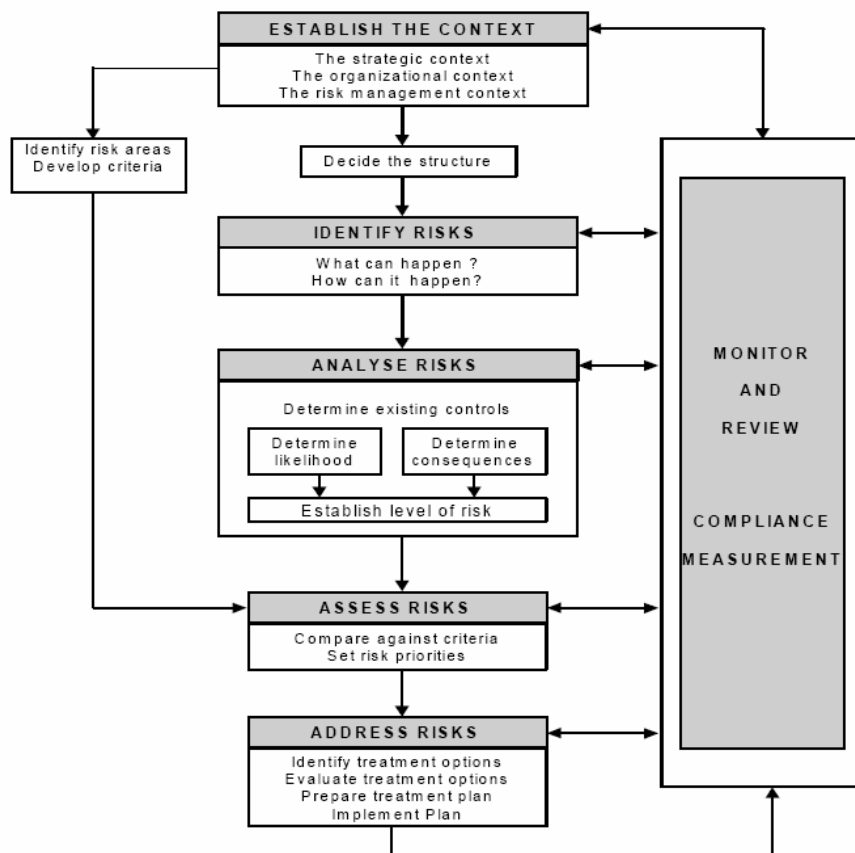 ESTABLISH THE CONTEXT
The strategic context
The organizational context
The risk management context
Identify risk areas
Develop criteria
Decide the structure
IDENTIFY RISKS
What can happen ?
How can it happen?
ANALYSE RISKS
Determine existing controls
Determine
likelihood
Determine
consequences
Establish level of risk
ASSESS RISKS
Compare against criteria
Set risk priorities
ADDRESS RISKS
Identify treatment options
Evaluate treatment options
Prepare treatment plan
Implement Plan
MONITOR
AND
REVIEW
COMPLIANCE
MEASUREMENT